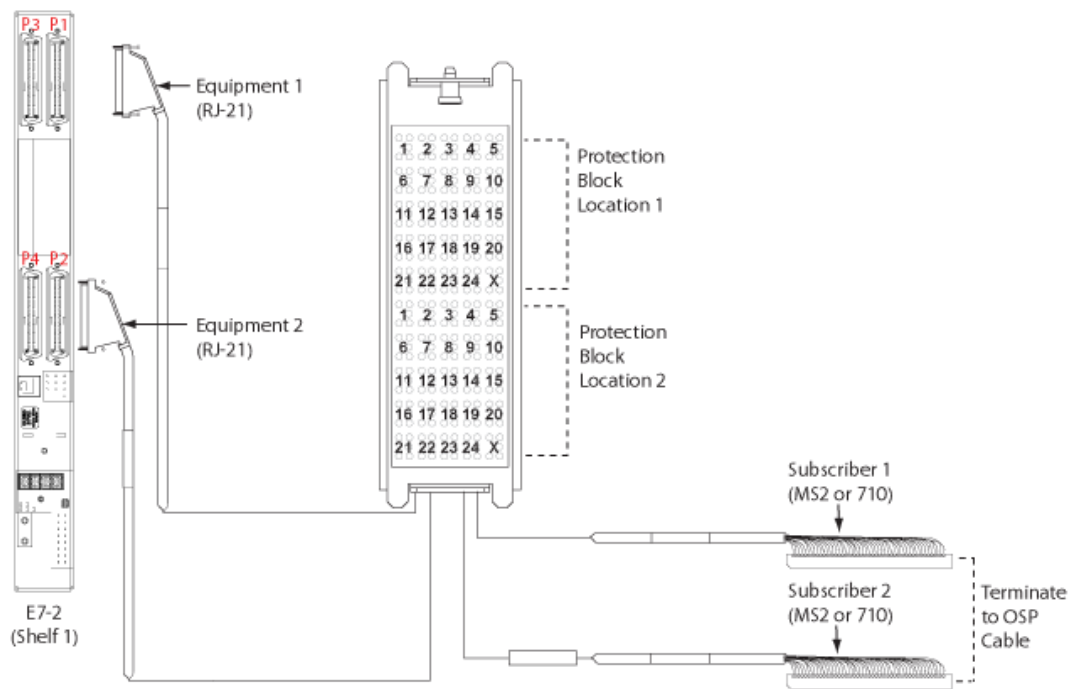 P3 P1
Equipment 1
(RJ-21)
1 2 3 4 5
6 7 8 9 10
11 12 13 14 15
16 17 18 19 20
21 22 23 24 X
Protection
Block
Location 1
P4 P2
Equipment 2
(RJ-21)
1 2 3 4 5
6 7 8 9 10
11 12 13 14 15
16 17 18 19 20
21 22 23 24 X
Protection
Block
Location 2
Subscriber 1
(MS2 or 710)
Subscriber 2
(MS2 or 710)
Terminate
to OSP
Cable
E7-2
(Shelf 1)